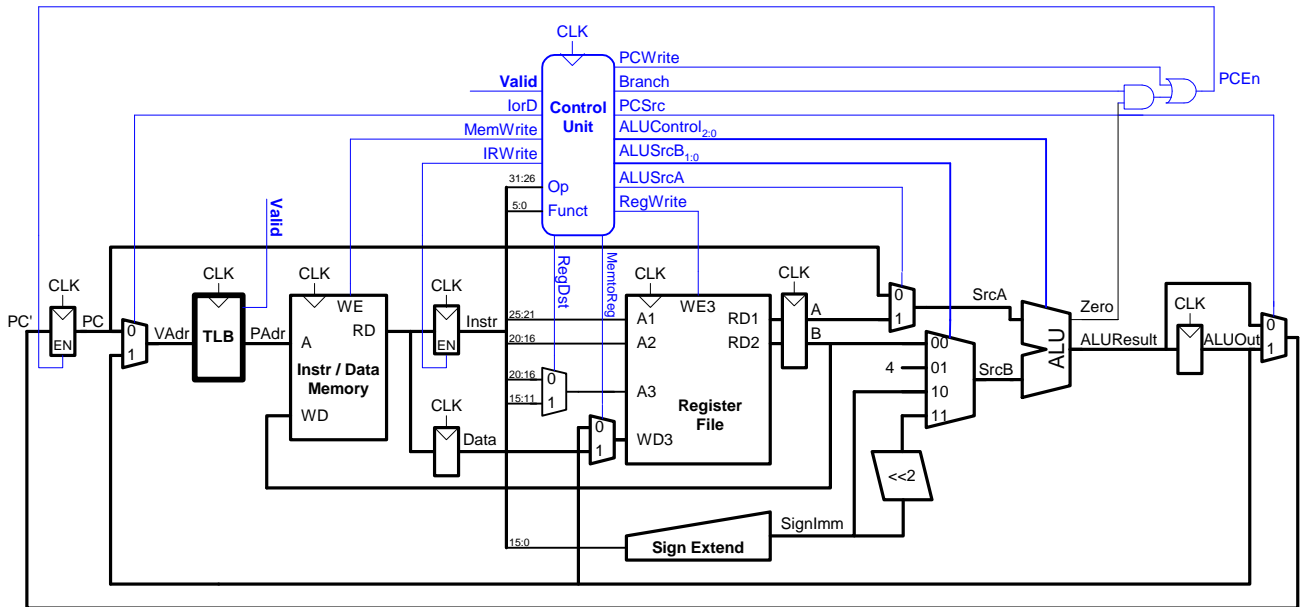 CLK
PCWrite
Valid
Branch
PCEn
IorD
Control
Unit
PCSrc
MemWrite
ALUControl2:0
IRWrite
ALUSrcB1:0
31:26
Op
ALUSrcA
5:0
Funct
RegWrite
Valid
RegDst
MemtoReg
CLK
CLK
CLK
CLK
CLK
CLK
PC'
PC
EN
0
1
VAdr
TLB
PAdr
WE
A
RD
Instr / Data
Memory
WD
EN
Instr
25:21
20:16
20:16
15:11
0
1
A1
A2
A3
WD3
WE3
RD1
RD2
Register
File
A
B
0
1
SrcA
4
00
01
10
11
SrcB
ALU
Zero
ALUResult
CLK
ALUOut
0
1
CLK
Data
0
1
<<2
SignImm
15:0
Sign Extend